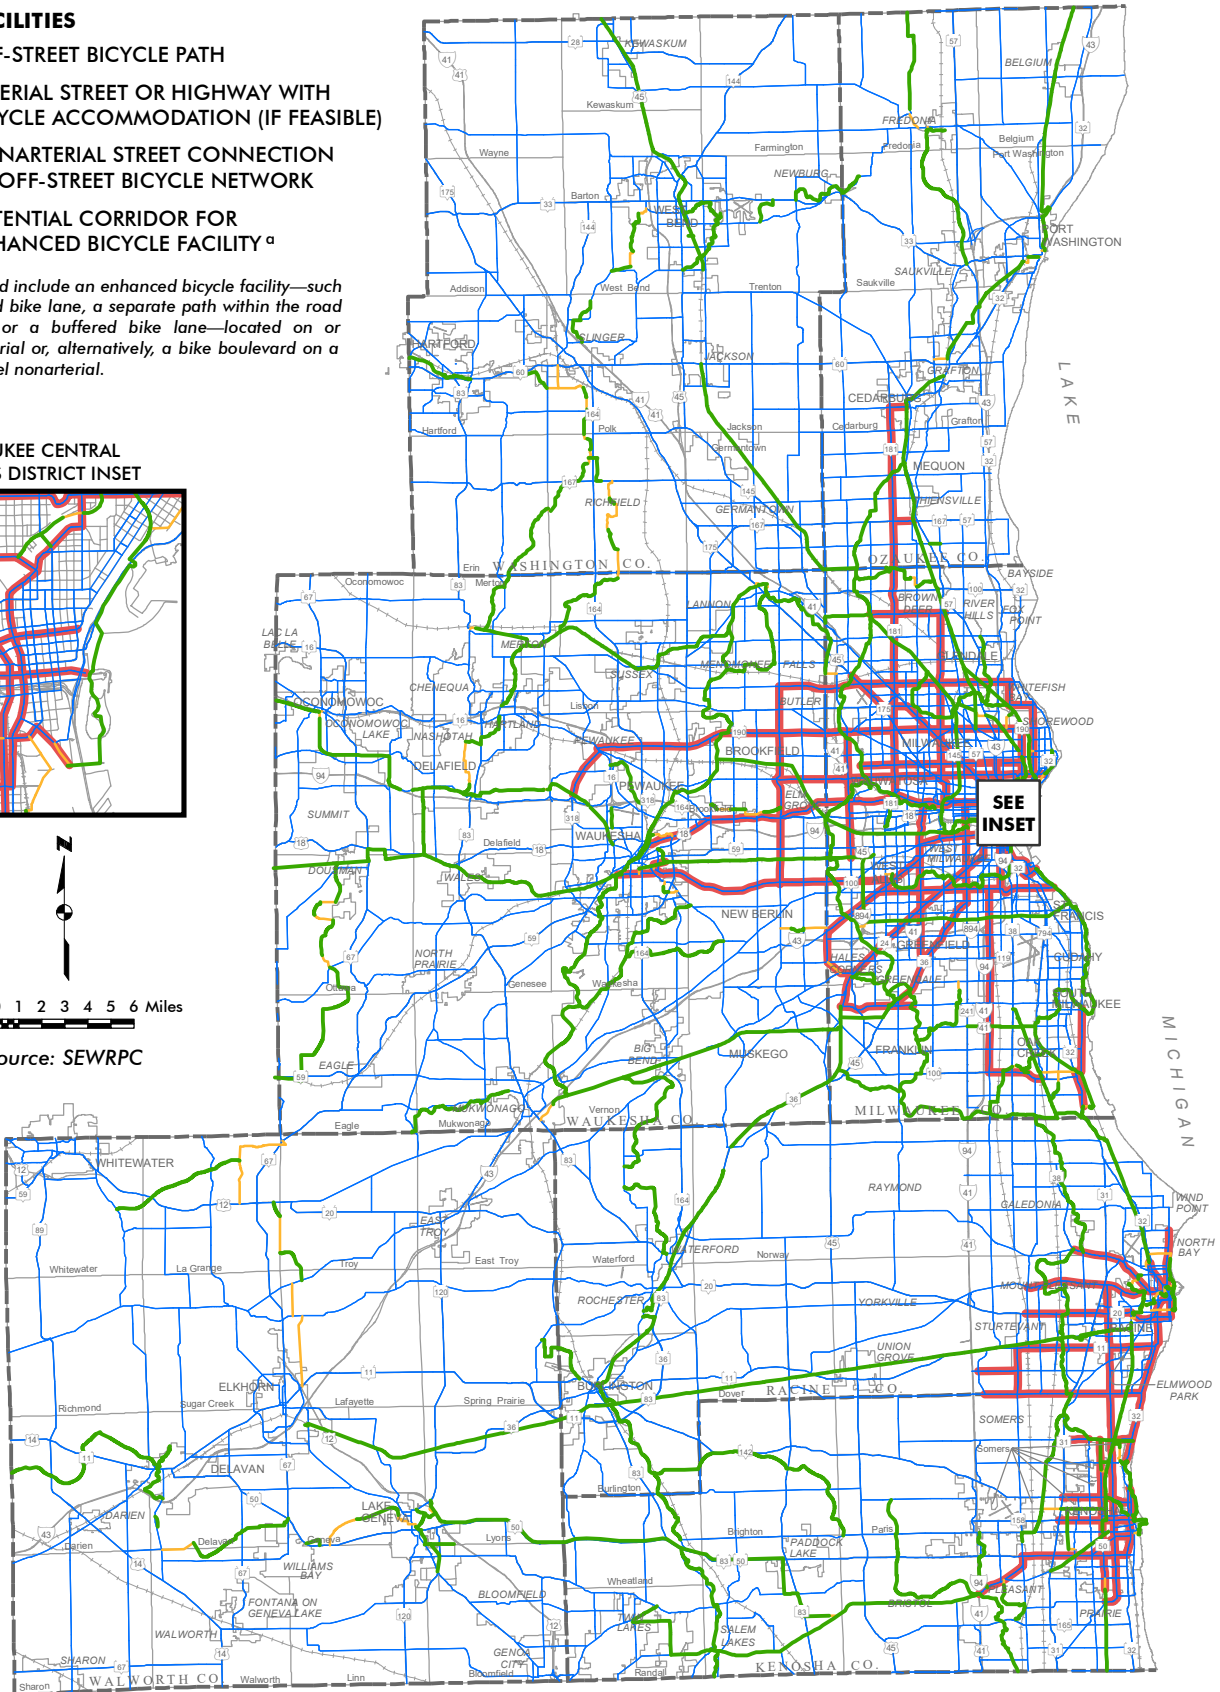 CILITIES
F-STREET BICYCLE PATH
ERIAL STREET OR HIGHWAY WITH
YCLE ACCOMMODATION (IF FEASIBLE)
NARTERIAL STREET CONNECTION
OFF-STREET BICYCLE NETWORK
TENTIAL CORRIDOR FOR
HANCED BICYCLE FACILITY a
d include an enhanced bicycle facility—such
d bike lane, a separate path within the road
or a buffered bike lane—located on or
rial or, alternatively, a bike boulevard on a
el nonarterial.
UKEE CENTRAL
S DISTRICT INSET
N
0 1 2 3 4 5 6 Miles
ource: SEWRPC
KEWASKUM
Kewaskum
BELGIUM
Belgium
Wayne
Farmington
FREDONIA
Fredonia
Port Washington
NEWBURG
Barton
WEST
BEND
PORT
WASHINGTON
SAUKVILLE
Saukville
Addison
West Bend
Trenton
HARTFORD
SLINGER
JACKSON
GRAFTON
CEDARBURG
Hartford
Polk
Jackson
Germantown
Cedarburg
Grafton
LAKE
MEQUON
THIENSVILLE
RICHFIELD
GERMANTOWN
Erin
WASHINGTON CO.
OZAUKEE CO.
Oconomowoc
Merton
LANNON
BAYSIDE
BROWN
DEER
RIVER
HILLS
FOX
POINT
LAC LA
BELLE
MERTON
MENOMONEE FALLS
SUSSEX
GLENDALE
CHENEQUA
OCONOMOWOC
Lisbon
BUTLER
WHITEFISH
BAY
OCONOMOWOC
LAKE
NASHOTAH
HARTLAND
PEWAUKEE
BROOKFIELD
MILWAUKEE
SHOREWOOD
DELAFIELD
PEWAUKEE
ELM
GROVE
WAUWATOSA
SEE
INSET
SUMMIT
Brookfield
WAUKESHA
Delafield
WEST
MILWAUKEE
DOUSMAN
WALES
WEST
ALLIS
NEW BERLIN
ST.
FRANCIS
NORTH
PRAIRIE
GREENFIELD
HALES
CORNERS
GREENDALE
CUDAHY
Ottawa
Genesee
Waukesha
SOUTH
MILWAUKEE
BIG
BEND
MUSKEGO
FRANKLIN
OAK
CREEK
EAGLE
MICHIGAN
MUKWONAGO
Vernon
WAUKESHA CO.
MILWAUKEE CO.
Eagle
Mukwonago
WHITEWATER
RAYMOND
CALEDONIA
WIND
POINT
EAST
TROY
WATERFORD
NORTH
BAY
Whitewater
La Grange
Troy
East Troy
Waterford
Norway
ROCHESTER
YORKVILLE
MOUNT PLEASANT
STURTEVANT
RACINE
UNION
GROVE
ELKHORN
BURLINGTON
Dover
RACINE CO.
ELMWOOD
PARK
Richmond
Sugar Creek
Lafayette
Spring Prairie
SOMERS
Somers
DELAVAN
Burlington
DARIEN
LAKE
GENEVA
KENOSHA
Darien
Delavan
Geneva
Lyons
Brighton
Paris
PADDOCK
LAKE
WILLIAMS
BAY
Wheatland
BLOOMFIELD
BRISTOL
PLEASANT
PRAIRIE
FONTANA ON
GENEVA LAKE
TWIN
LAKES
SALEM
LAKES
WALWORTH
GENOA
CITY
SHARON
Sharon
WALWORTH CO
Walworth
Linn
Bloomfield
Randall
KENOSHA CO.